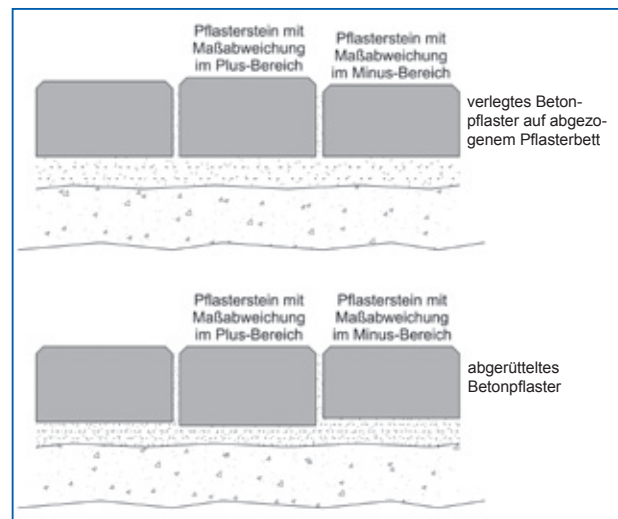 Pflasterstein mit
Maßabweichung
im Plus-Bereich
Pflasterstein mit
Maßabweichung
im Minus-Bereich
verlegtes Beton-
pflaster auf abgezo-
genem Pflasterbett
Pflasterstein mit
Maßabweichung
im Plus-Bereich
Pflasterstein mit
Maßabweichung
im Minus-Bereich
abgerütteltes
Betonpflaster